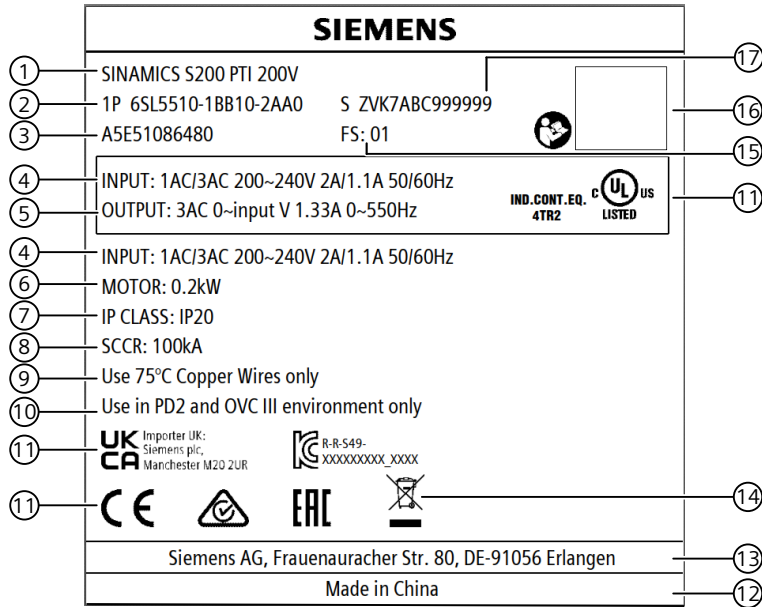 SIEMENS
① SINAMICS S200 PTI 200V ⑰
② 1P 6SL5510-1BB10-2AA0 S ZVK7ABC999999 ⑯
③ A5E51086480 FS: 01 ⑮
④ INPUT: 1AC/3AC 200~240V 2A/1.1A 50/60Hz ⑪
⑤ OUTPUT: 3AC 0~input V 1.33A 0~550Hz
IND.CONT.EQ. C UL US
4TR2 LISTED
④ INPUT: 1AC/3AC 200~240V 2A/1.1A 50/60Hz
⑥ MOTOR: 0.2kW
⑦ IP CLASS: IP20
⑧ SCCR: 100kA
⑨ Use 75°C Copper Wires only
⑩ Use in PD2 and OVC III environment only
⑪ UK Importer UK:
CA Siemens plc,
Manchester M20 2UR
R-R-S49-
XXXXXXXXX_XXXX
⑪ CE EAC ⑭
Siemens AG, Frauenauracher Str. 80, DE-91056 Erlangen ⑬
Made in China ⑫